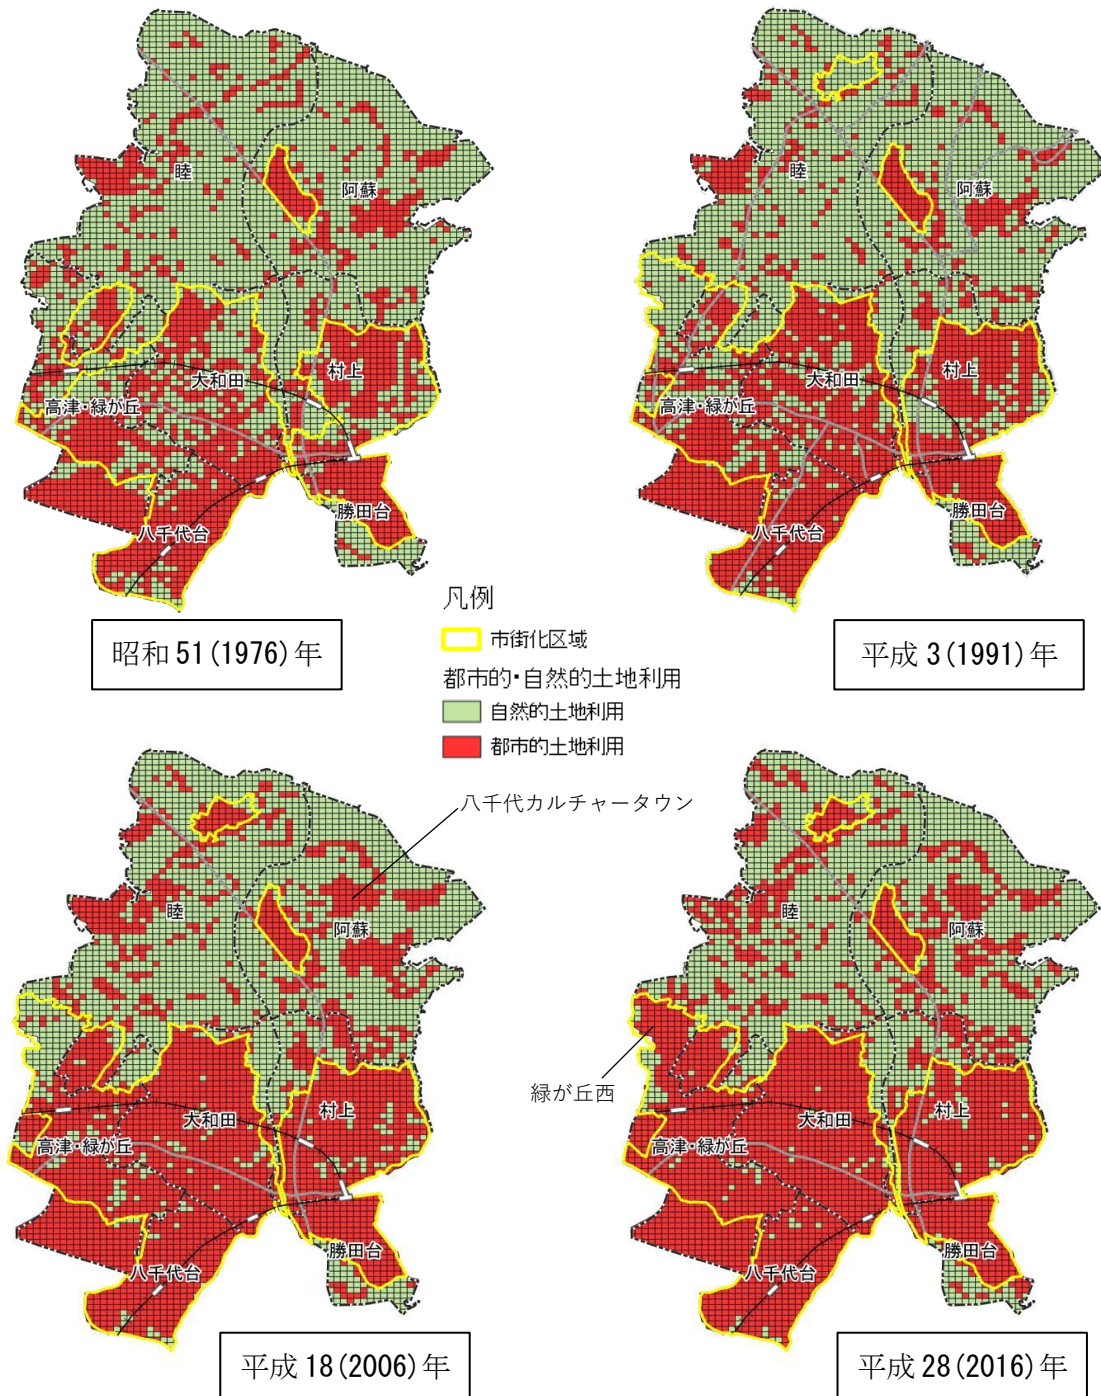 睦
阿蘇
大和田
村上
高津・緑が丘
勝田台
八千代台
昭和51(1976)年
睦
阿蘇
大和田
村上
高津・緑が丘
勝田台
八千代台
平成3(1991)年
凡例
市街化区域
都市的・自然的土地利用
自然的土地利用
都市的土地利用
八千代カルチャータウン
睦
阿蘇
大和田
村上
高津・緑が丘
勝田台
八千代台
平成18(2006)年
睦
阿蘇
緑が丘西
大和田
村上
高津・緑が丘
勝田台
八千代台
平成28(2016)年